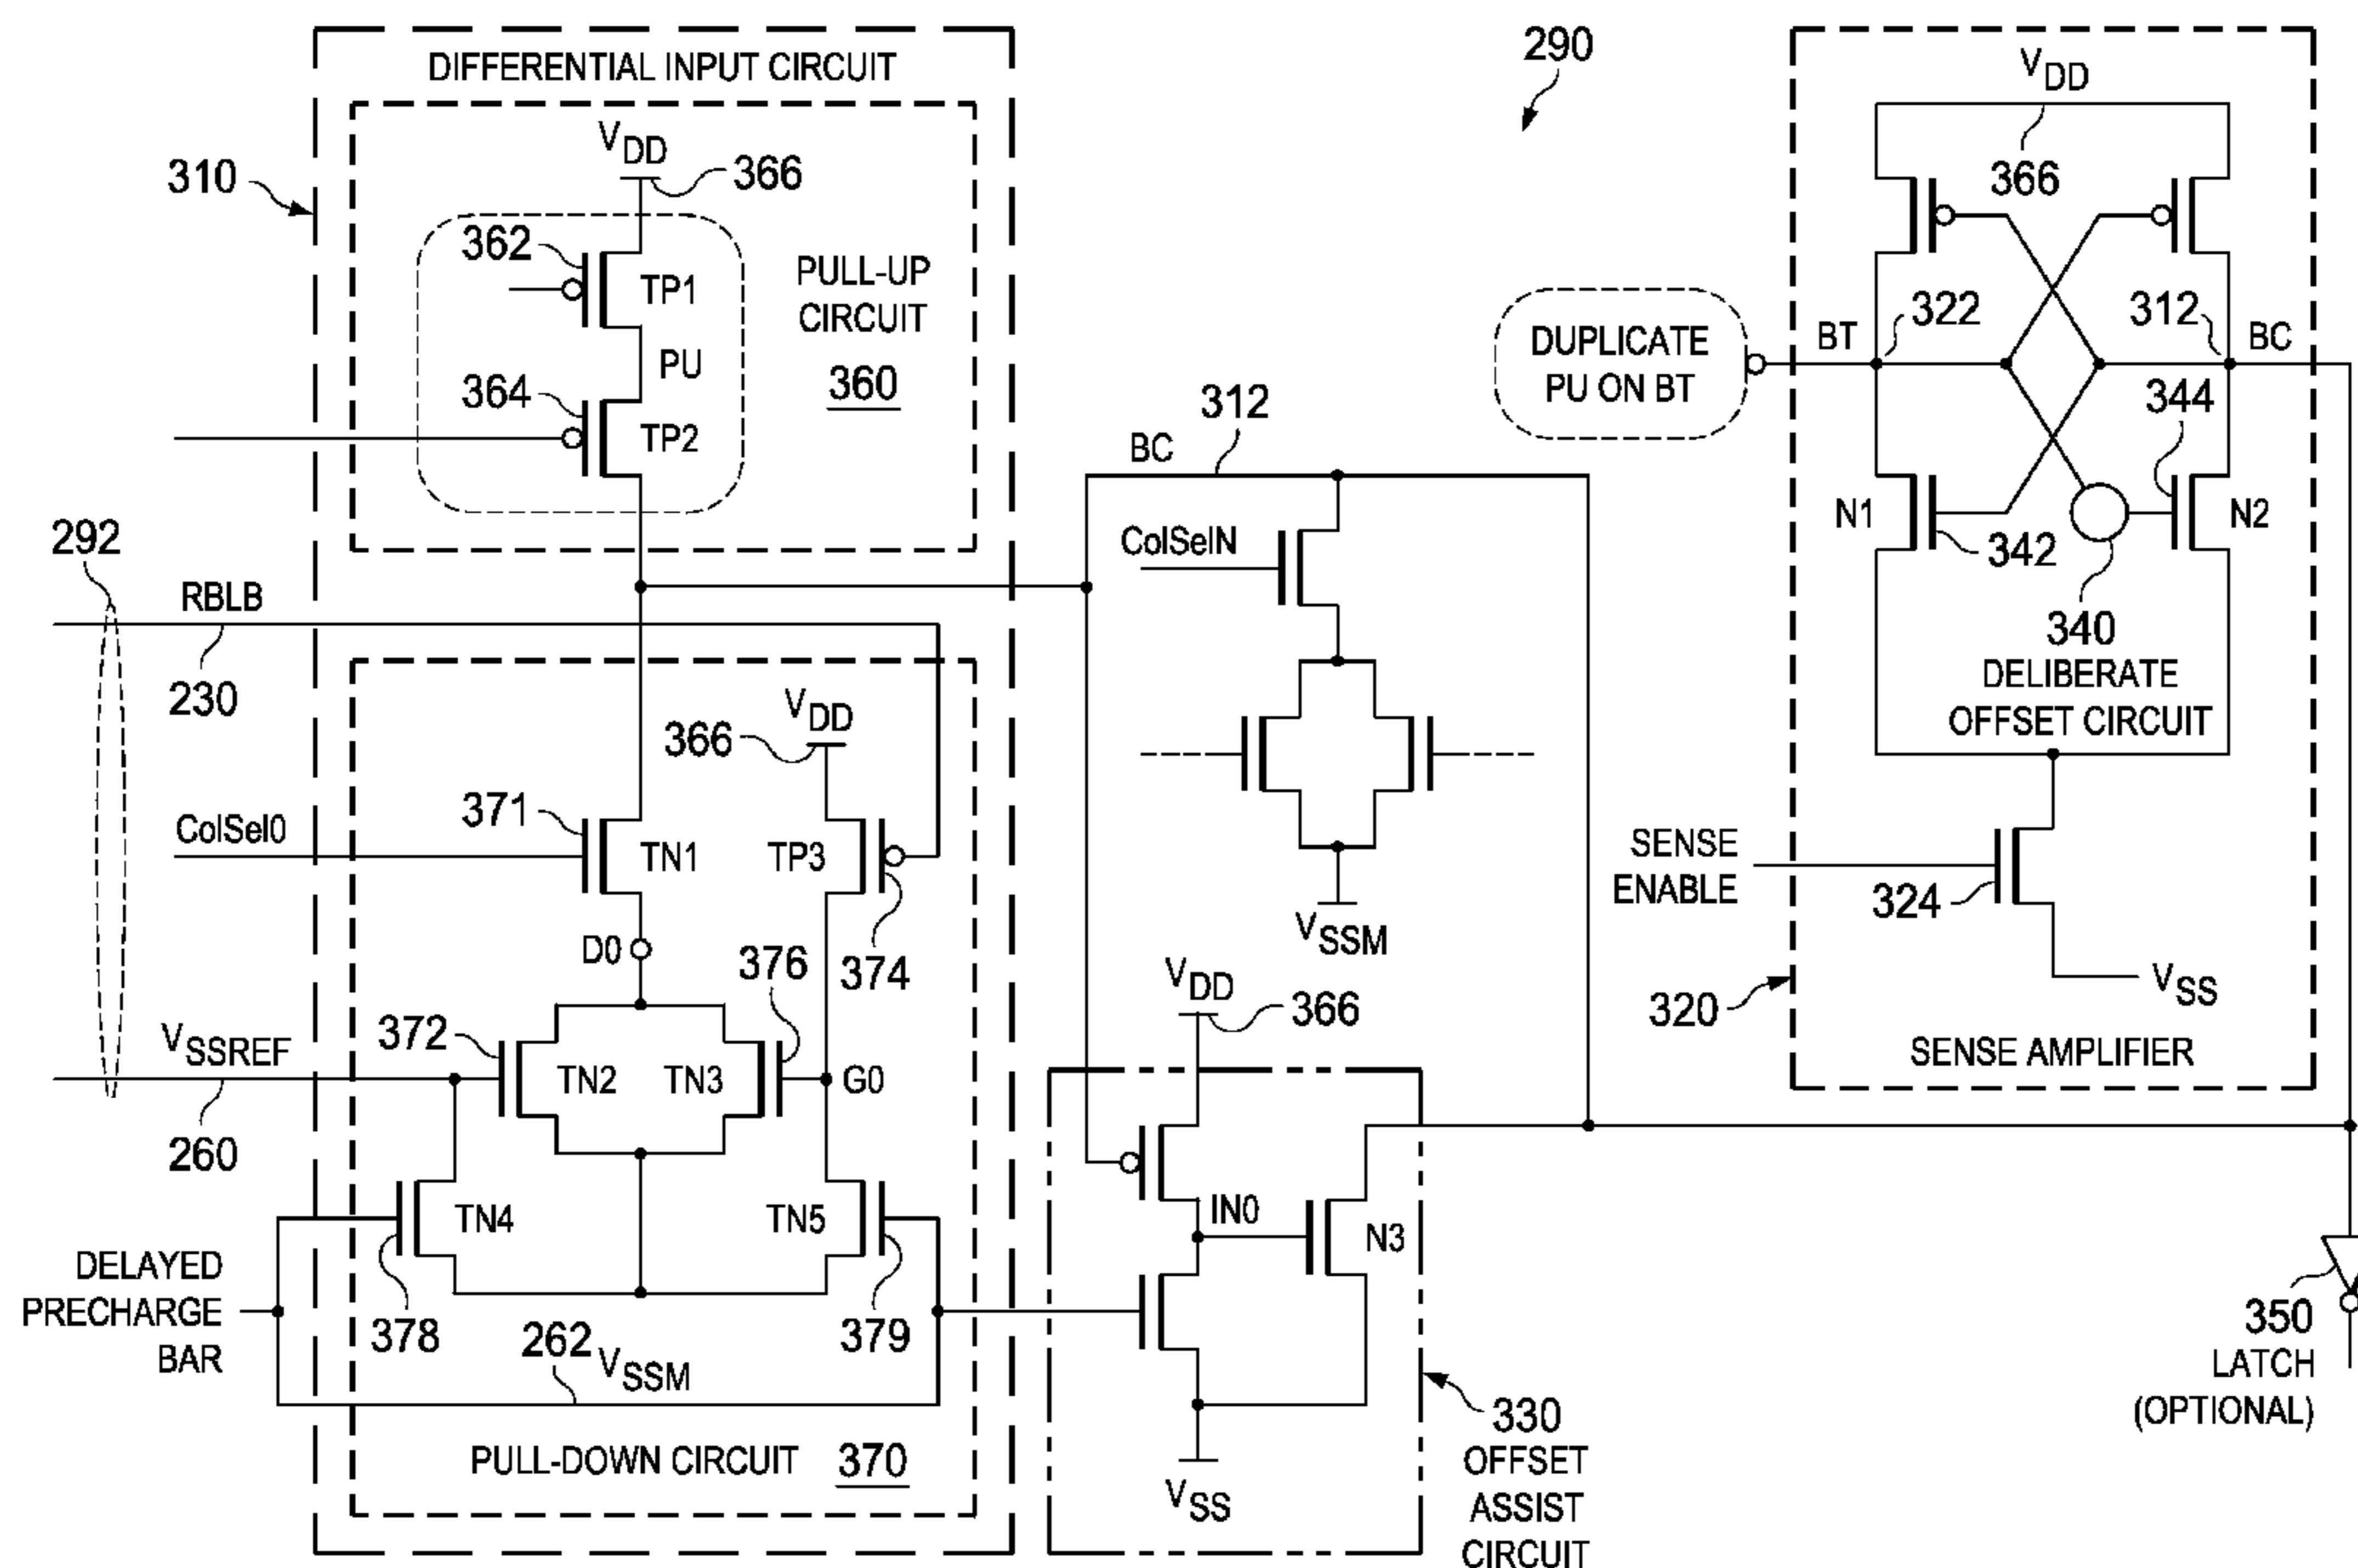 DIFFERENTIAL INPUT CIRCUIT
310
VDD
366
362
TP1
PU
364
TP2
PULL-UP
CIRCUIT
360
292
RBLB
230
VDD
366
371
ColSel0
TN1
TP3
D0
376
374
372
VSSREF
TN2
TN3
G0
260
TN4
TN5
DELAYED
PRECHARGE
BAR
378
379
262
VSSM
PULL-DOWN CIRCUIT
370
290
DUPLICATE
PU ON BT
312
BC
ColSelN
VSSM
VDD
366
IN0
N3
VSS
330
OFFSET
ASSIST
CIRCUIT
VDD
366
BT
322
312
BC
344
N1
342
N2
340
DELIBERATE
OFFSET CIRCUIT
SENSE
ENABLE
324
VSS
320
SENSE AMPLIFIER
350
LATCH
(OPTIONAL)